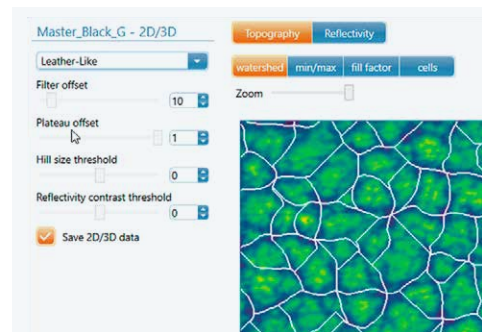 Master_Black_G - 2D/3D
Leather-Like
Filter offset
10
Plateau offset
1
Hill size threshold
0
Reflectivity contrast threshold
0
Save 2D/3D data
Topography Reflectivity
watershed min/max fill factor cells
Zoom